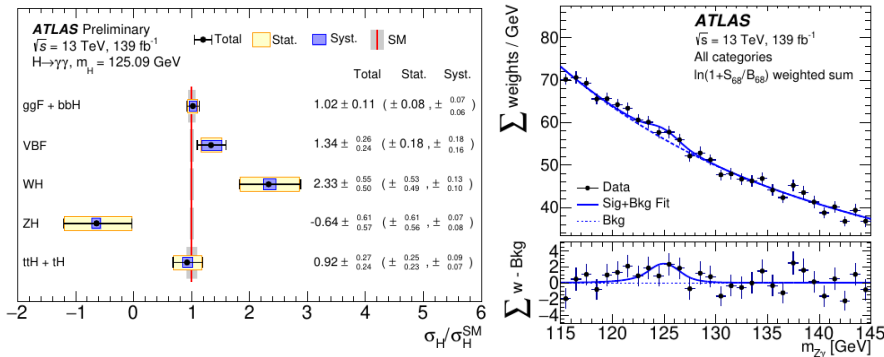 ATLAS Preliminary
√s = 13 TeV, 139 fb⁻¹
H→γγ, m_H = 125.09 GeV
Total Stat. Syst. SM
Total Stat. Syst.
ggF + bbH 1.02 ± 0.11 ( ± 0.08 , ± 0.07 0.06 )
VBF 1.34 ± 0.26 0.24 ( ± 0.18 , ± 0.18 0.16 )
WH 2.33 ± 0.55 0.50 ( ± 0.53 0.49 , ± 0.13 0.10 )
ZH -0.64 ± 0.61 0.57 ( ± 0.61 0.56 , ± 0.07 0.08 )
ttH + tH 0.92 ± 0.27 0.24 ( ± 0.25 0.23 , ± 0.09 0.07 )
−2 −1 0 1 2 3 4 5 6
σ_H/σ_H^SM
ATLAS
√s = 13 TeV, 139 fb⁻¹
All categories
ln(1+S₆₈/B₆₈) weighted sum
∑ weights / GeV
80
70
60
50
40
Data
Sig+Bkg Fit
Bkg
∑ w - Bkg
4
2
0
−2
−4
115 120 125 130 135 140 145
m_Zγ [GeV]